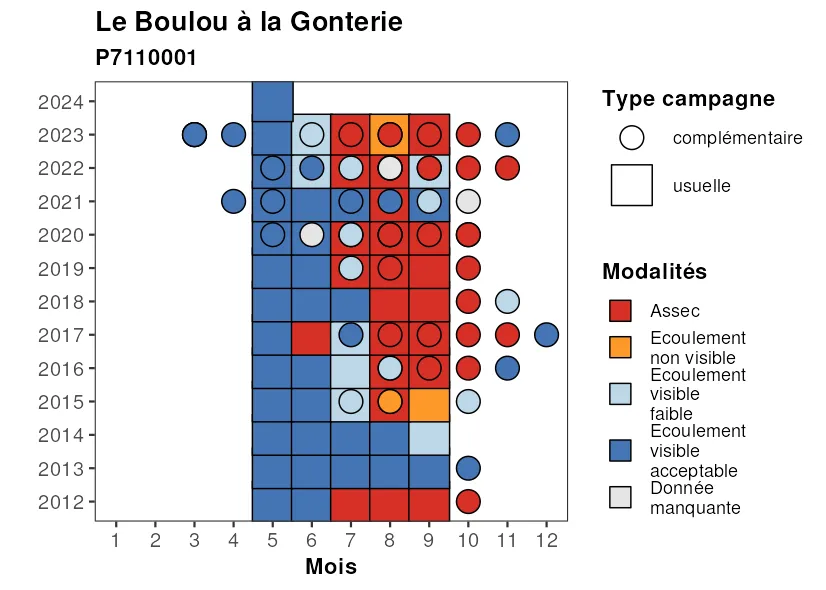 Le Boulou à la Gonterie
P7110001
2024
2023
2022
2021
2020
2019
2018
2017
2016
2015
2014
2013
2012
1 2 3 4 5 6 7 8 9 10 11 12
Mois
Type campagne
complémentaire
usuelle
Modalités
Assec
Ecoulement
non visible
Ecoulement
visible
faible
Ecoulement
visible
acceptable
Donnée
manquante